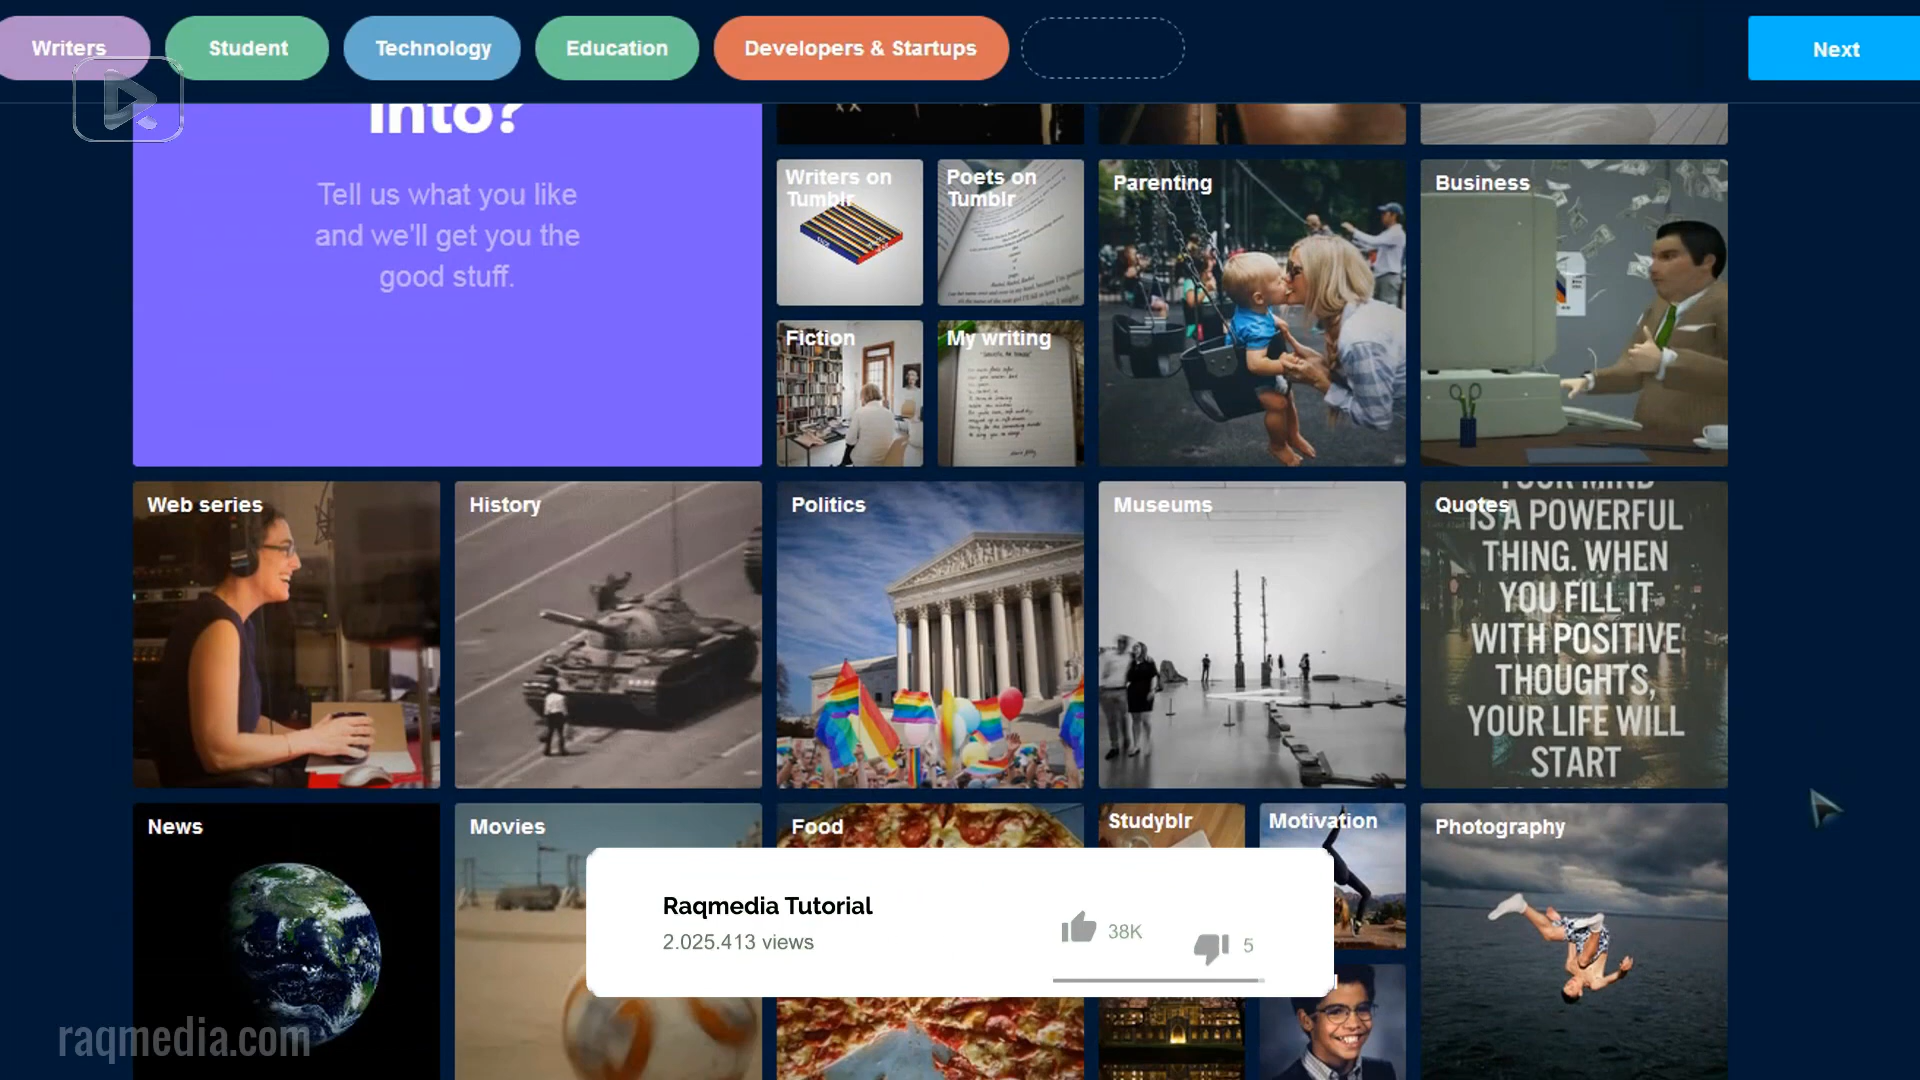 Writers
Student
Technology
Education
Developers & Startups
Next
into?
Tell us what you like
and we'll get you the
good stuff.
Writers on
Tumblr
Poets on
Tumblr
Parenting
Business
Fiction
My writing
Web series
History
Politics
Museums
Quotes
YOUR MIND
IS A POWERFUL
THING. WHEN
YOU FILL IT
WITH POSITIVE
THOUGHTS,
YOUR LIFE WILL
START
News
Movies
Food
Studyblr
Motivation
Photography
Raqmedia Tutorial
2.025.413 views
38K
5
raqmedia.com